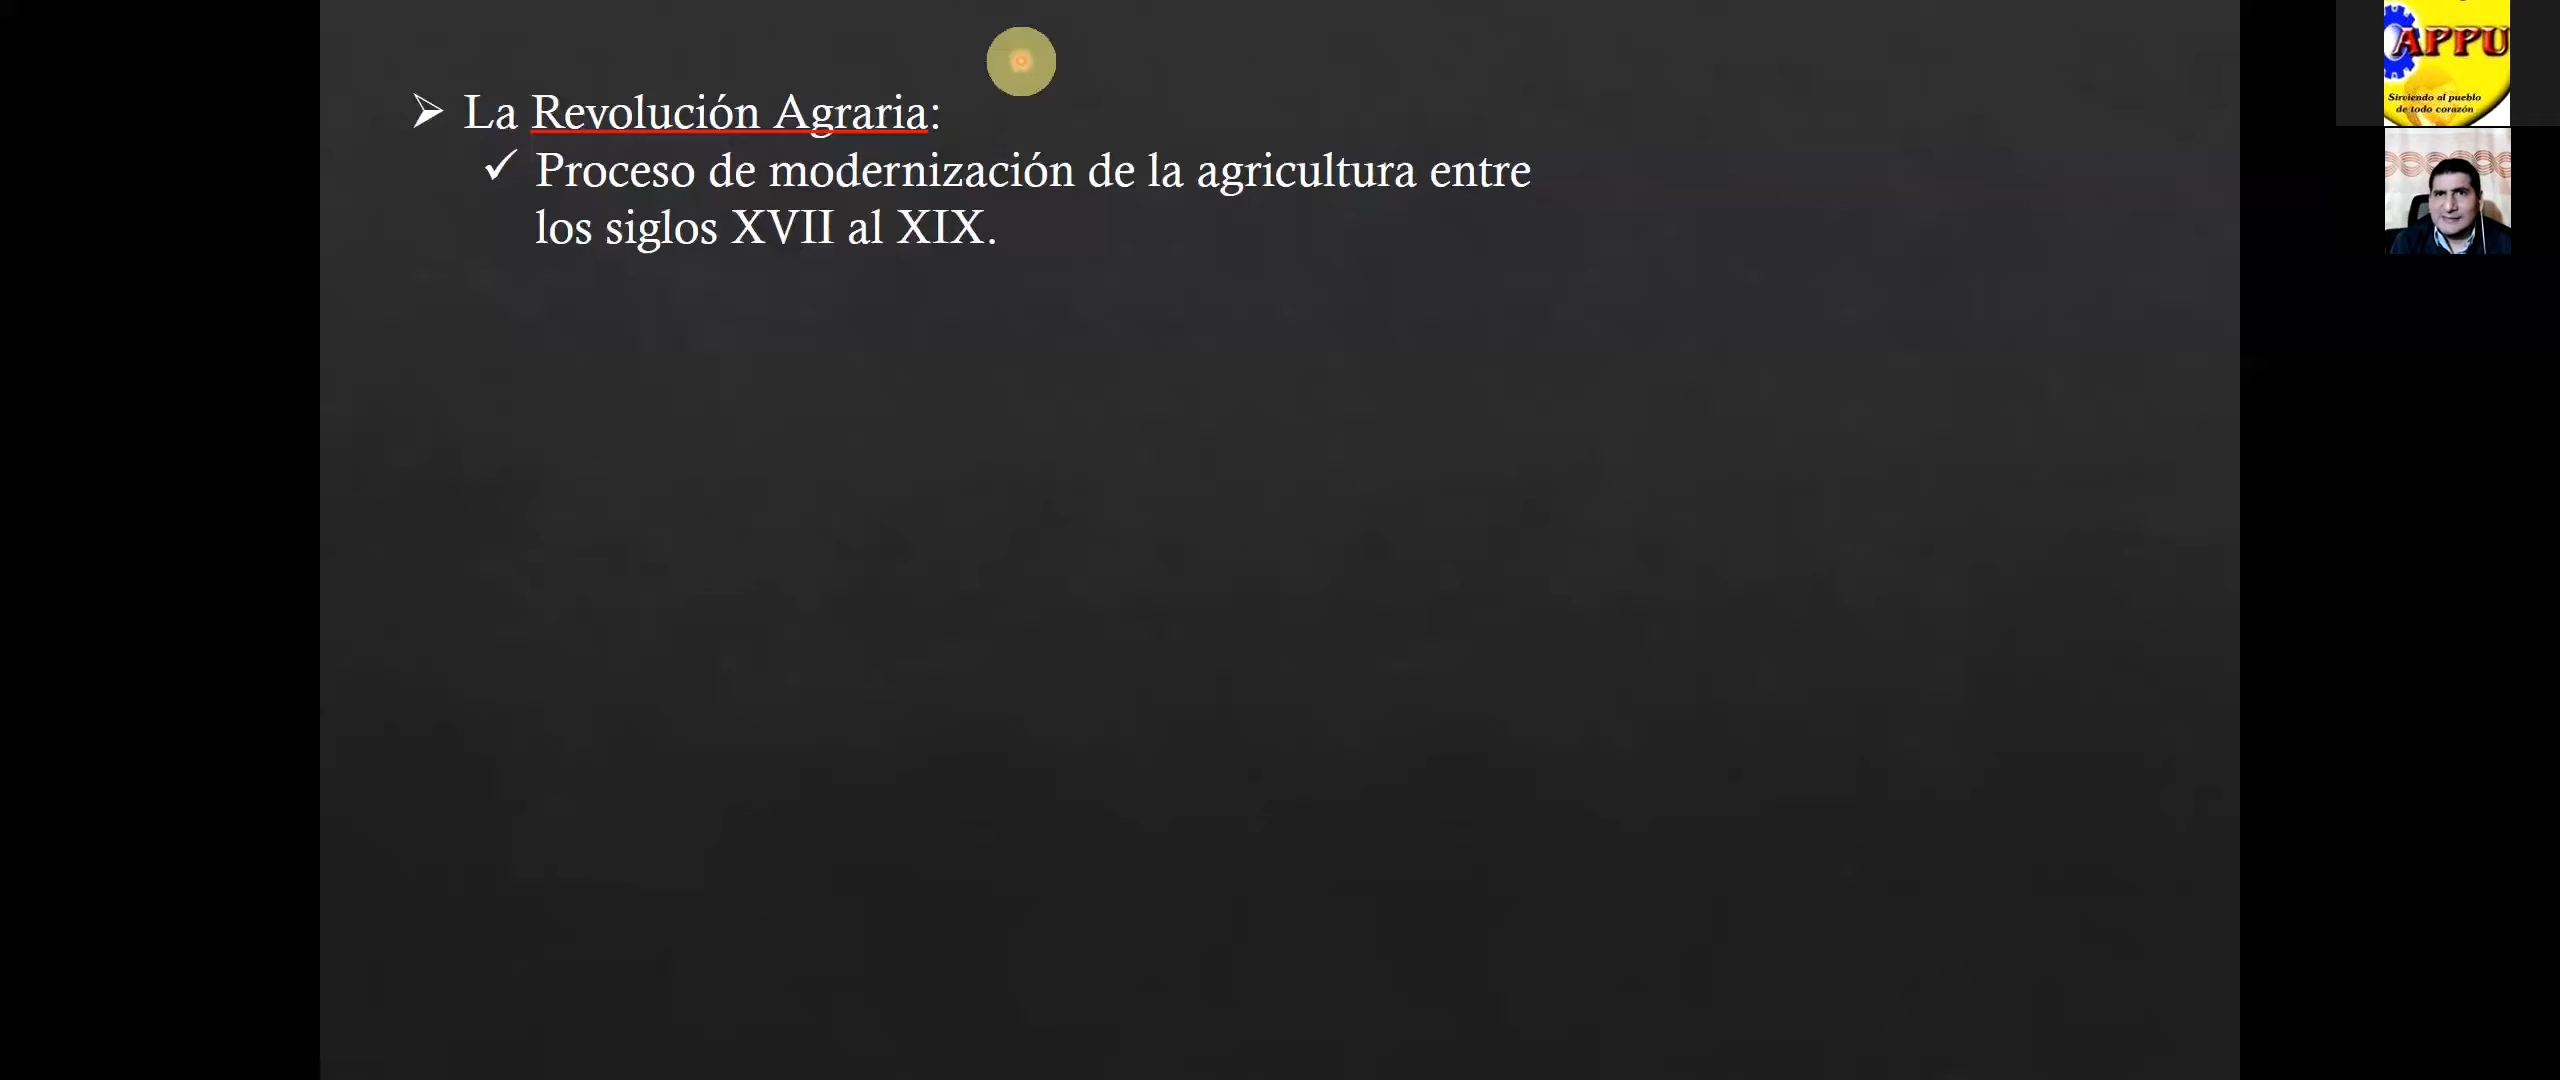 La Revolución Agraria:
Proceso de modernización de la agricultura entre
los siglos XVII al XIX.
APPU
Sirviendo al pueblo
de todo corazón